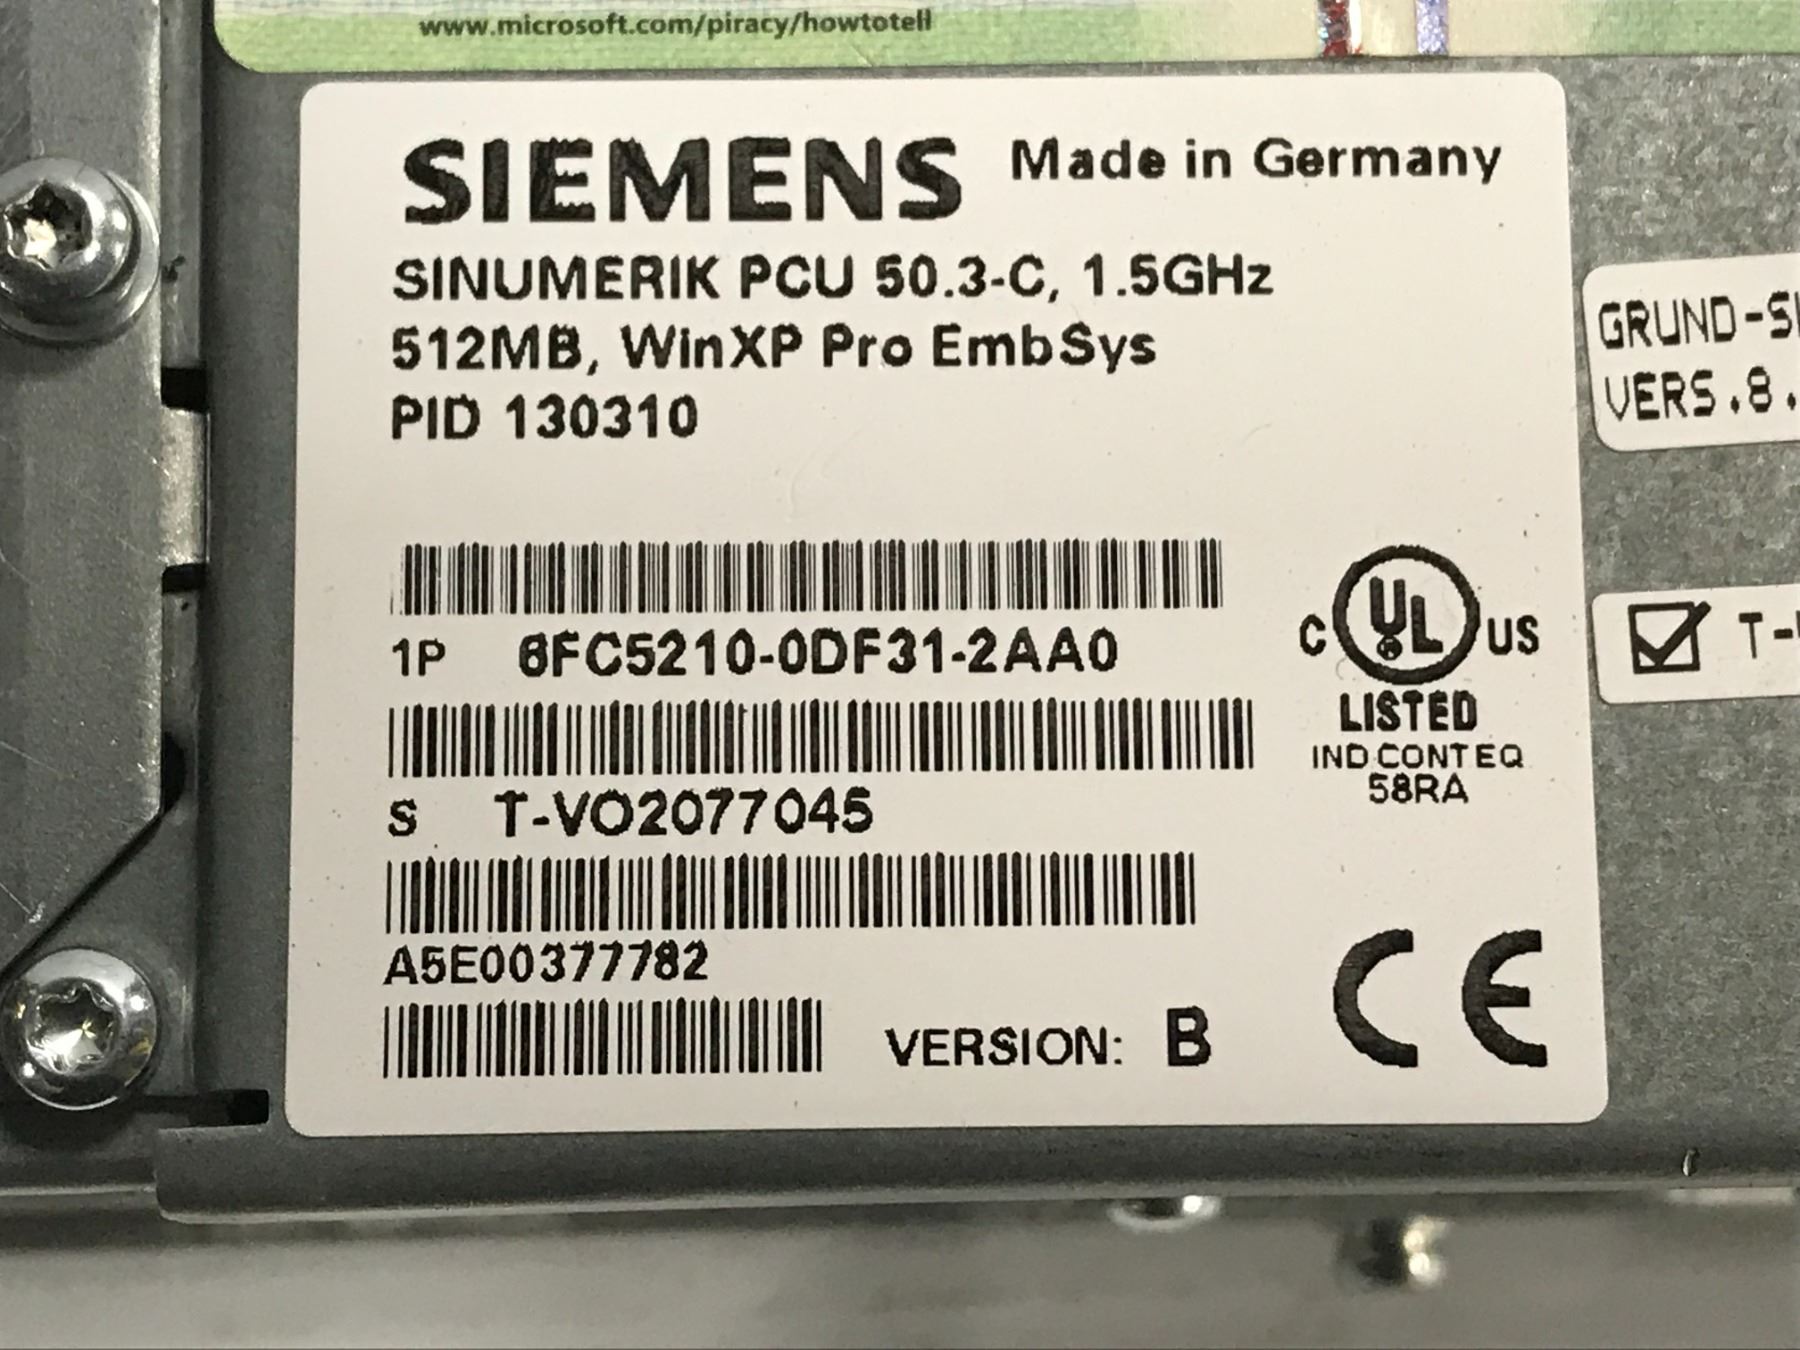 www.microsoft.com/piracy/howtotell
SIEMENS Made in Germany
SINUMERIK PCU 50.3-C, 1.5GHz
512MB, WinXP Pro EmbSys
PID 130310
GRUND-S
VERS.8.
1P 6FC5210-0DF31-2AA0
C UL US
LISTED
IND.CONT.EQ
58RA
T-
S T-VO2077045
A5E00377782
VERSION: B
CE